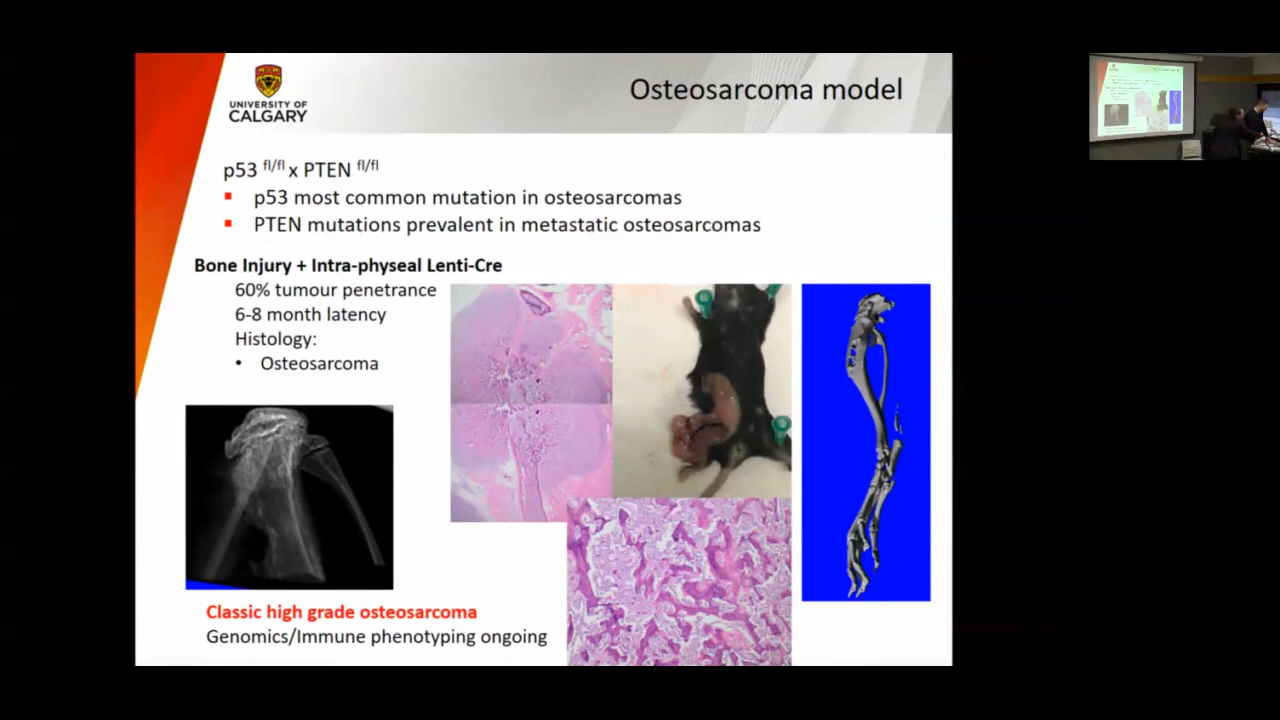 UNIVERSITY OF
CALGARY
Osteosarcoma model
p53 fl/fl x PTEN fl/fl
▪ p53 most common mutation in osteosarcomas
▪ PTEN mutations prevalent in metastatic osteosarcomas
Bone Injury + Intra-physeal Lenti-Cre
60% tumour penetrance
6-8 month latency
Histology:
• Osteosarcoma
Classic high grade osteosarcoma
Genomics/Immune phenotyping ongoing